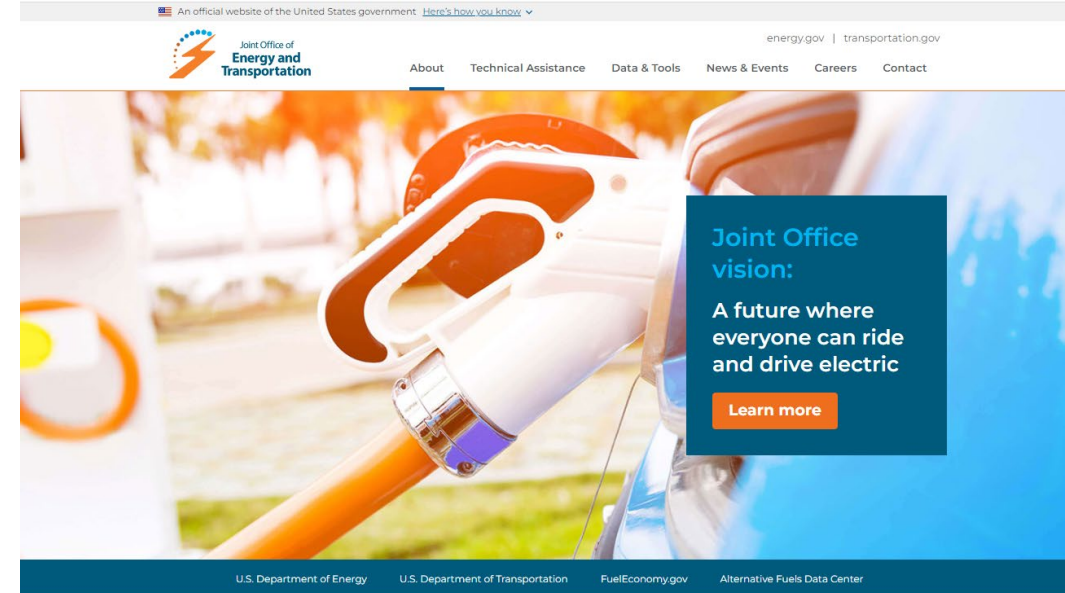 An official website of the United States government Here's how you know
Joint Office of
Energy and
Transportation
energy.gov | transportation.gov
About Technical Assistance Data & Tools News & Events Careers Contact
Joint Office
vision:
A future where
everyone can ride
and drive electric
Learn more
U.S. Department of Energy U.S. Department of Transportation FuelEconomy.gov Alternative Fuels Data Center